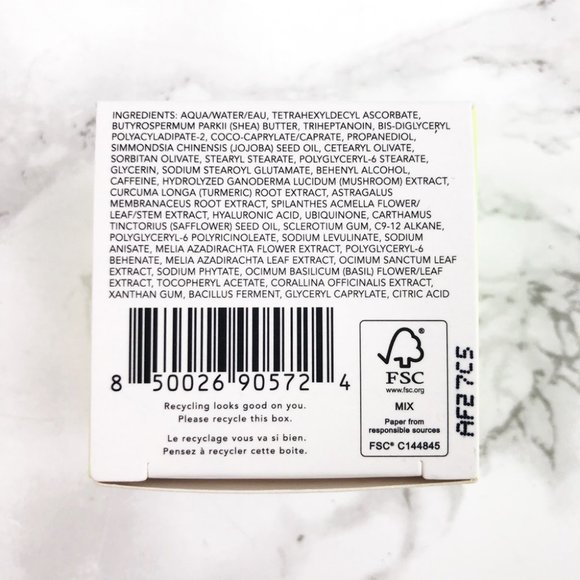 INGREDIENTS: AQUA/WATER/EAU, TETRAHEXYLDECYL ASCORBATE,
BUTYROSPERMUM PARKII (SHEA) BUTTER, TRIHEPTANOIN, BIS-DIGLYCERYL
POLYACYLADIPATE-2, COCO-CAPRYLATE/CAPRATE, PROPANEDIOL,
SIMMONDSIA CHINENSIS (JOJOBA) SEED OIL, CETEARYL OLIVATE,
SORBITAN OLIVATE, STEARYL STEARATE, POLYGLYCERYL-6 STEARATE,
GLYCERIN, SODIUM STEAROYL GLUTAMATE, BEHENYL ALCOHOL,
CAFFEINE, HYDROLYZED GANODERMA LUCIDUM (MUSHROOM) EXTRACT,
CURCUMA LONGA (TURMERIC) ROOT EXTRACT, ASTRAGALUS
MEMBRANACEUS ROOT EXTRACT, SPILANTHES ACMELLA FLOWER/
LEAF/STEM EXTRACT, HYALURONIC ACID, UBIQUINONE, CARTHAMUS
TINCTORIUS (SAFFLOWER) SEED OIL, SCLEROTIUM GUM, C9-12 ALKANE,
POLYGLYCERYL-6 POLYRICINOLEATE, SODIUM LEVULINATE, SODIUM
ANISATE, MELIA AZADIRACHTA FLOWER EXTRACT, POLYGLYCERYL-6
BEHENATE, MELIA AZADIRACHTA LEAF EXTRACT, OCIMUM SANCTUM LEAF
EXTRACT, SODIUM PHYTATE, OCIMUM BASILICUM (BASIL) FLOWER/LEAF
EXTRACT, TOCOPHERYL ACETATE, CORALLINA OFFICINALIS EXTRACT,
XANTHAN GUM, BACILLUS FERMENT, GLYCERYL CAPRYLATE, CITRIC ACID
8 50026 90572 4
Recycling looks good on you.
Please recycle this box.
Le recyclage vous va si bien.
Pensez à recycler cette boite.
FSC
www.fsc.org
MIX
Paper from
responsible sources
FSC® C144845
AF27C5